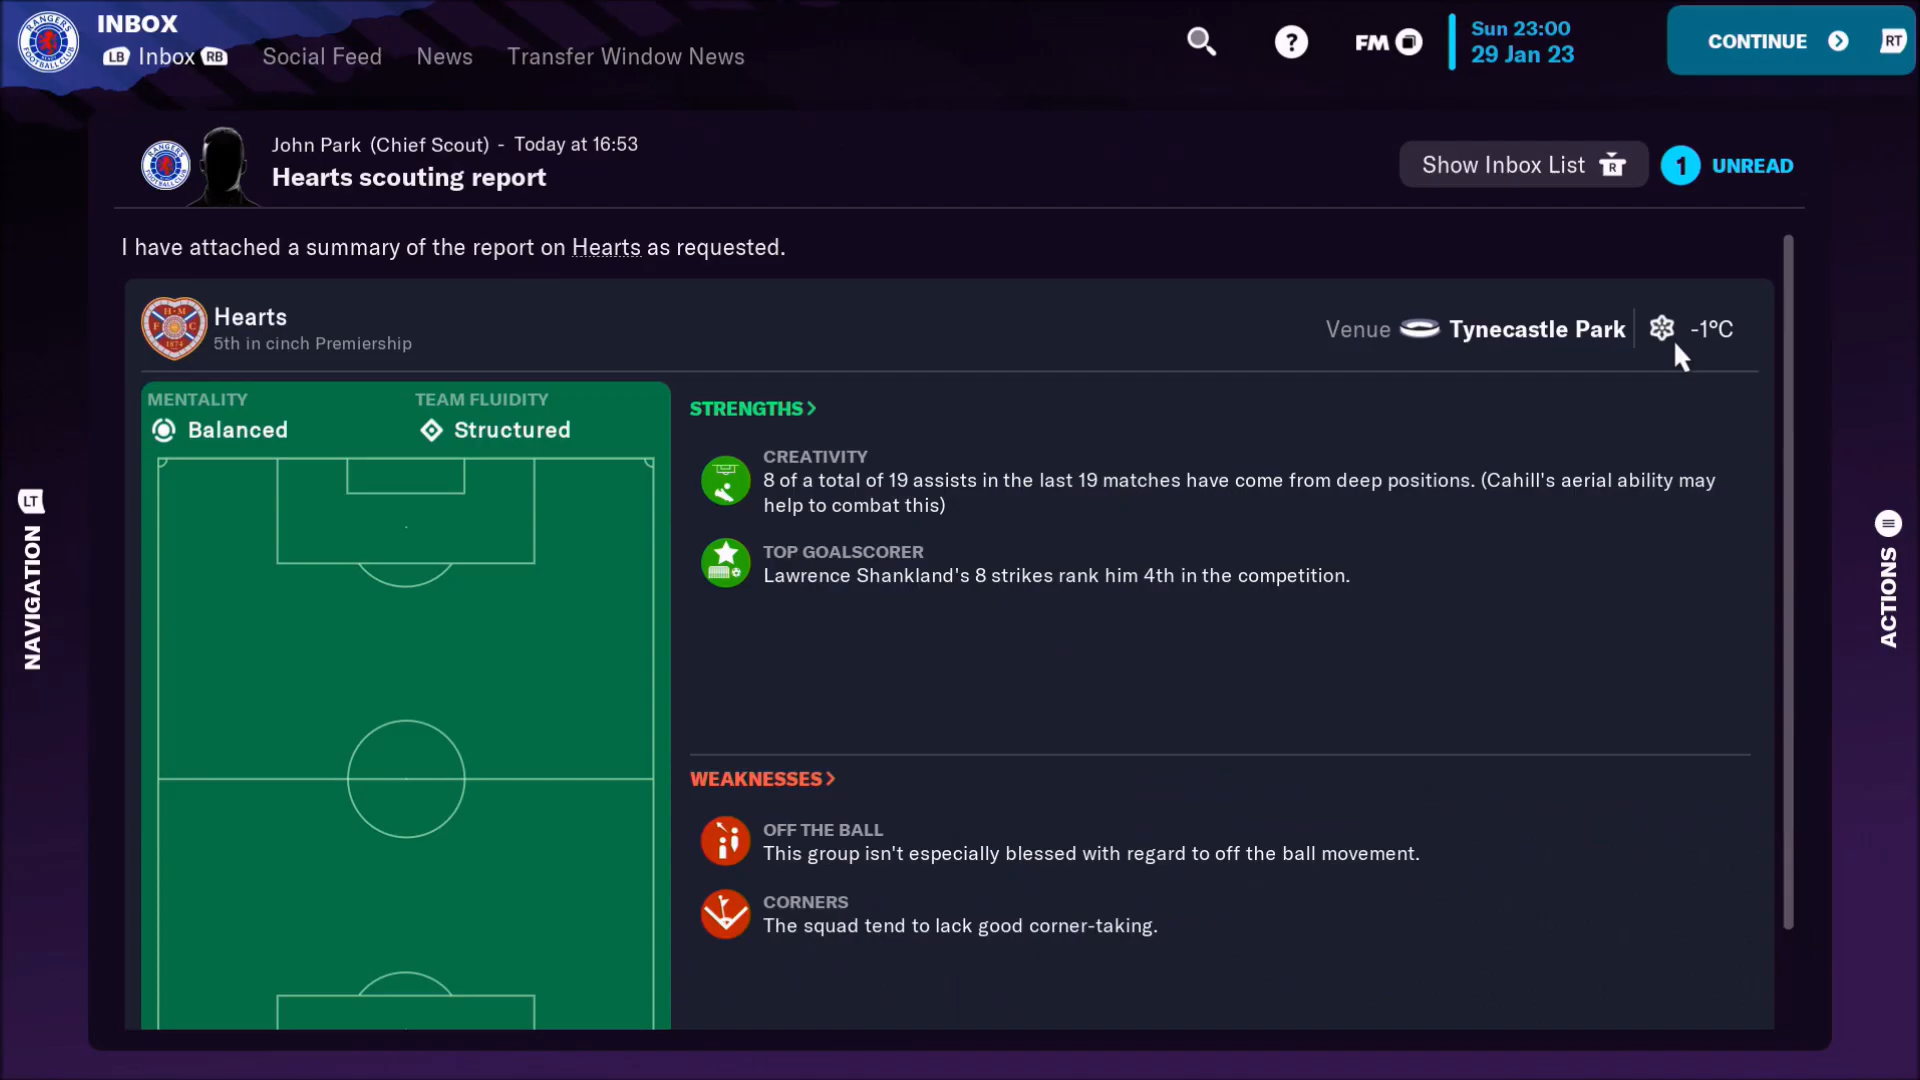 INBOX
LB Inbox RB Social Feed News Transfer Window News
FM
Sun 23:00
29 Jan 23
CONTINUE RT
RANGERS
FOOTBALL CLUB
John Park (Chief Scout) - Today at 16:53
Hearts scouting report
Show Inbox List R
1 UNREAD
I have attached a summary of the report on Hearts as requested.
H M
F C
1874
Hearts
5th in cinch Premiership
Venue Tynecastle Park -1°C
MENTALITY TEAM FLUIDITY
Balanced Structured
STRENGTHS
CREATIVITY
8 of a total of 19 assists in the last 19 matches have come from deep positions. (Cahill's aerial ability may
help to combat this)
TOP GOALSCORER
Lawrence Shankland's 8 strikes rank him 4th in the competition.
WEAKNESSES
OFF THE BALL
This group isn't especially blessed with regard to off the ball movement.
CORNERS
The squad tend to lack good corner-taking.
LT
NAVIGATION
ACTIONS